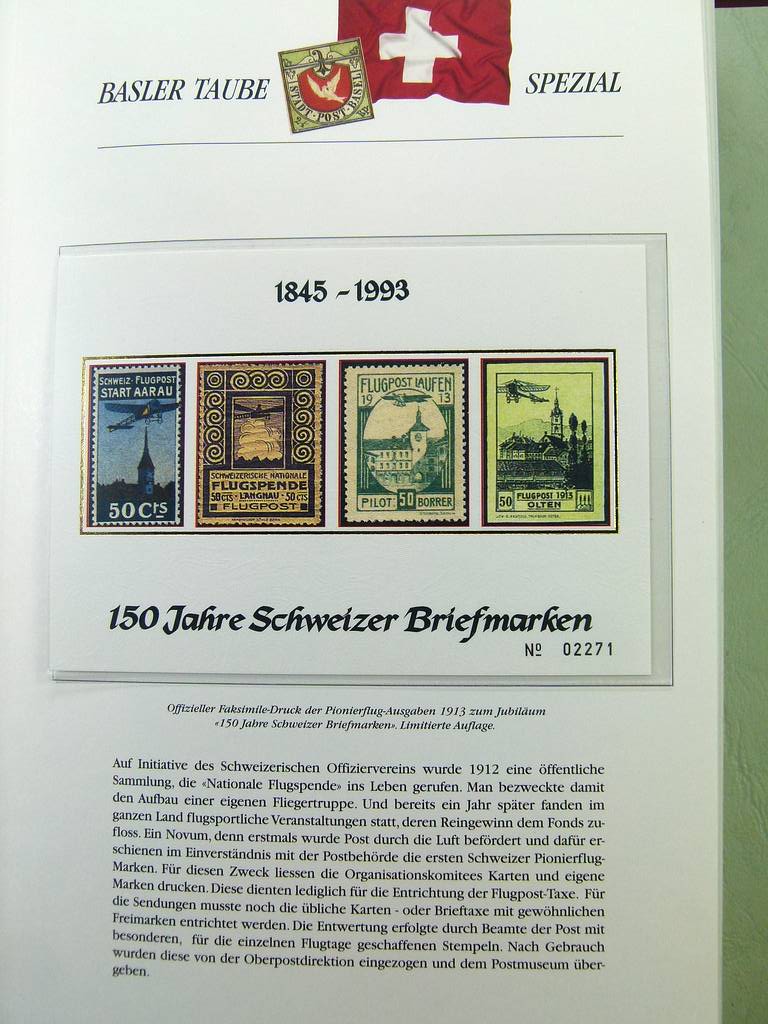 BASLER TAUBE
STADT-POST-BASEL
SPEZIAL
1845 - 1993
SCHWEIZ. FLUGPOST
START AARAU
50 Cts
SCHWEIZERISCHE NATIONALE
FLUGSPENDE
50 CTS · LANGNAU · 50 CTS
FLUGPOST
FLUGPOST LAUFEN
19 13
PILOT 50 BORRER
50 FLUGPOST 1913
OLTEN
150 Jahre Schweizer Briefmarken
Nº 02271
Offizieller Faksimile-Druck der Pionierflug-Ausgaben 1913 zum Jubiläum
«150 Jahre Schweizer Briefmarken». Limitierte Auflage.
Auf Initiative des Schweizerischen Offiziervereins wurde 1912 eine öffentliche
Sammlung, die «Nationale Flugspende» ins Leben gerufen. Man bezweckte damit
den Aufbau einer eigenen Fliegertruppe. Und bereits ein Jahr später fanden im
ganzen Land flugsportliche Veranstaltungen statt, deren Reingewinn dem Fonds zu-
floss. Ein Novum, denn erstmals wurde Post durch die Luft befördert und dafür er-
schienen im Einverständnis mit der Postbehörde die ersten Schweizer Pionierflug-
Marken. Für diesen Zweck liessen die Organisationskomitees Karten und eigene
Marken drucken. Diese dienten lediglich für die Entrichtung der Flugpost-Taxe. Für
die Sendungen musste noch die übliche Karten - oder Brieftaxe mit gewöhnlichen
Freimarken entrichtet werden. Die Entwertung erfolgte durch Beamte der Post mit
besonderen, für die einzelnen Flugtage geschaffenen Stempeln. Nach Gebrauch
wurden diese von der Oberpostdirektion eingezogen und dem Postmuseum über-
geben.